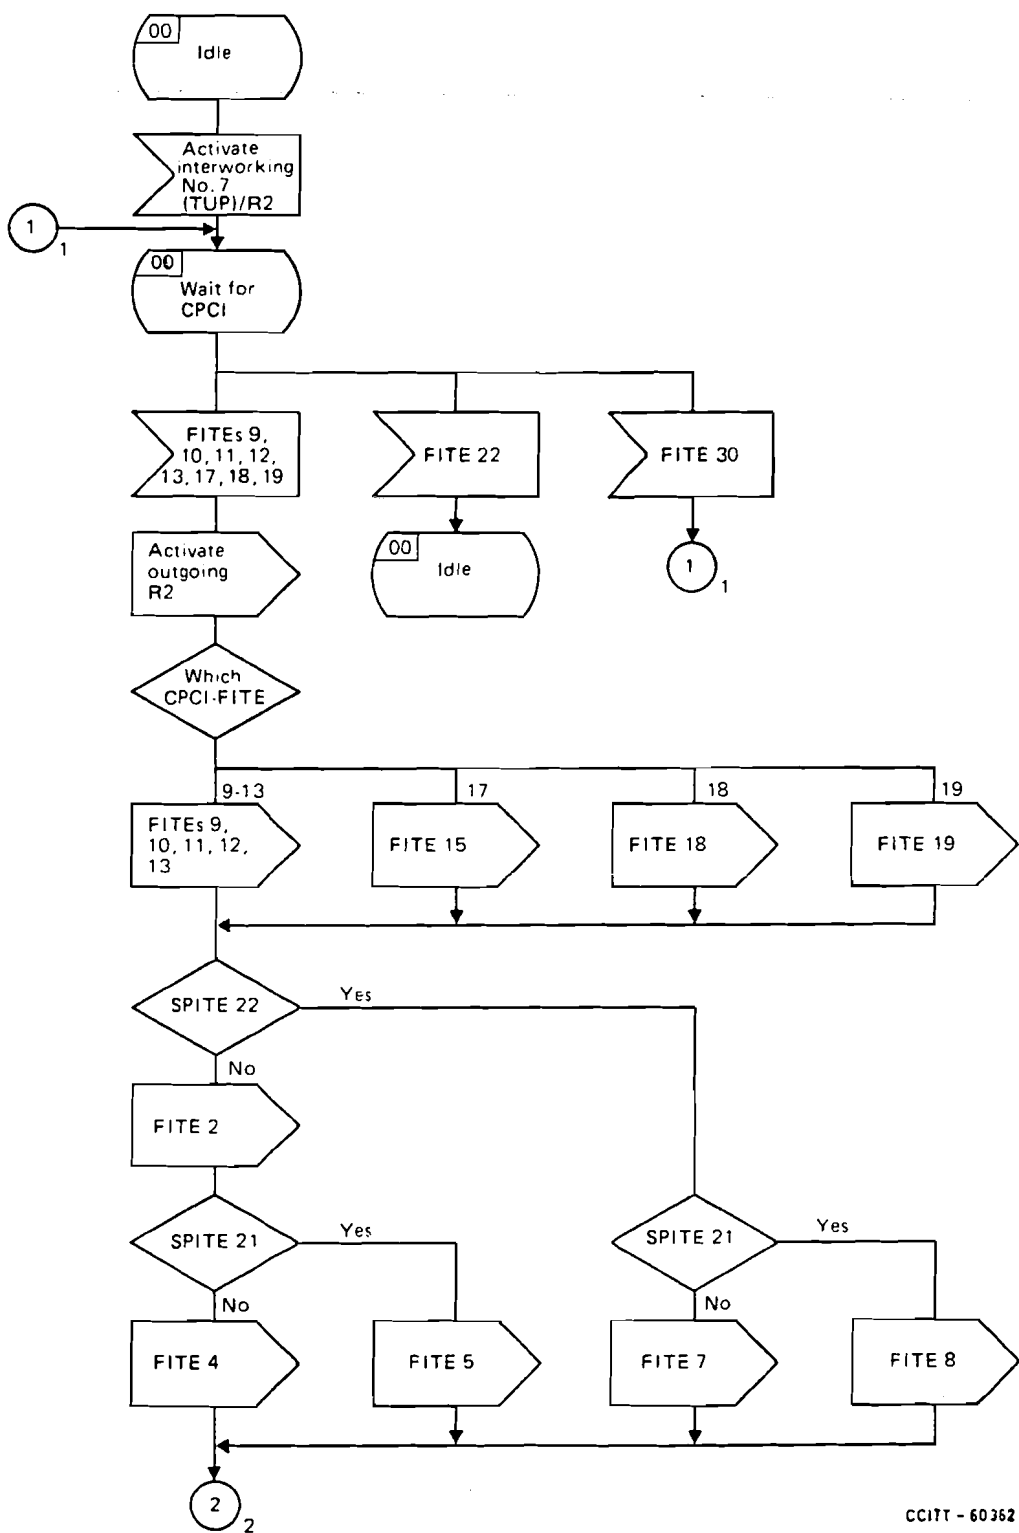 00
Idle
Activate
interworking
No. 7
(TUP)/R2
1
1
00
Wait for
CPCI
FITEs 9,
10, 11, 12,
13, 17, 18, 19
FITE 22
FITE 30
Activate
outgoing
R2
00
Idle
1
1
Which
CPCI-FITE
9-13
17
18
19
FITEs 9,
10, 11, 12,
13
FITE 15
FITE 18
FITE 19
SPITE 22
Yes
No
FITE 2
SPITE 21
Yes
SPITE 21
Yes
No
No
FITE 4
FITE 5
FITE 7
FITE 8
2
2
CCITT - 60362